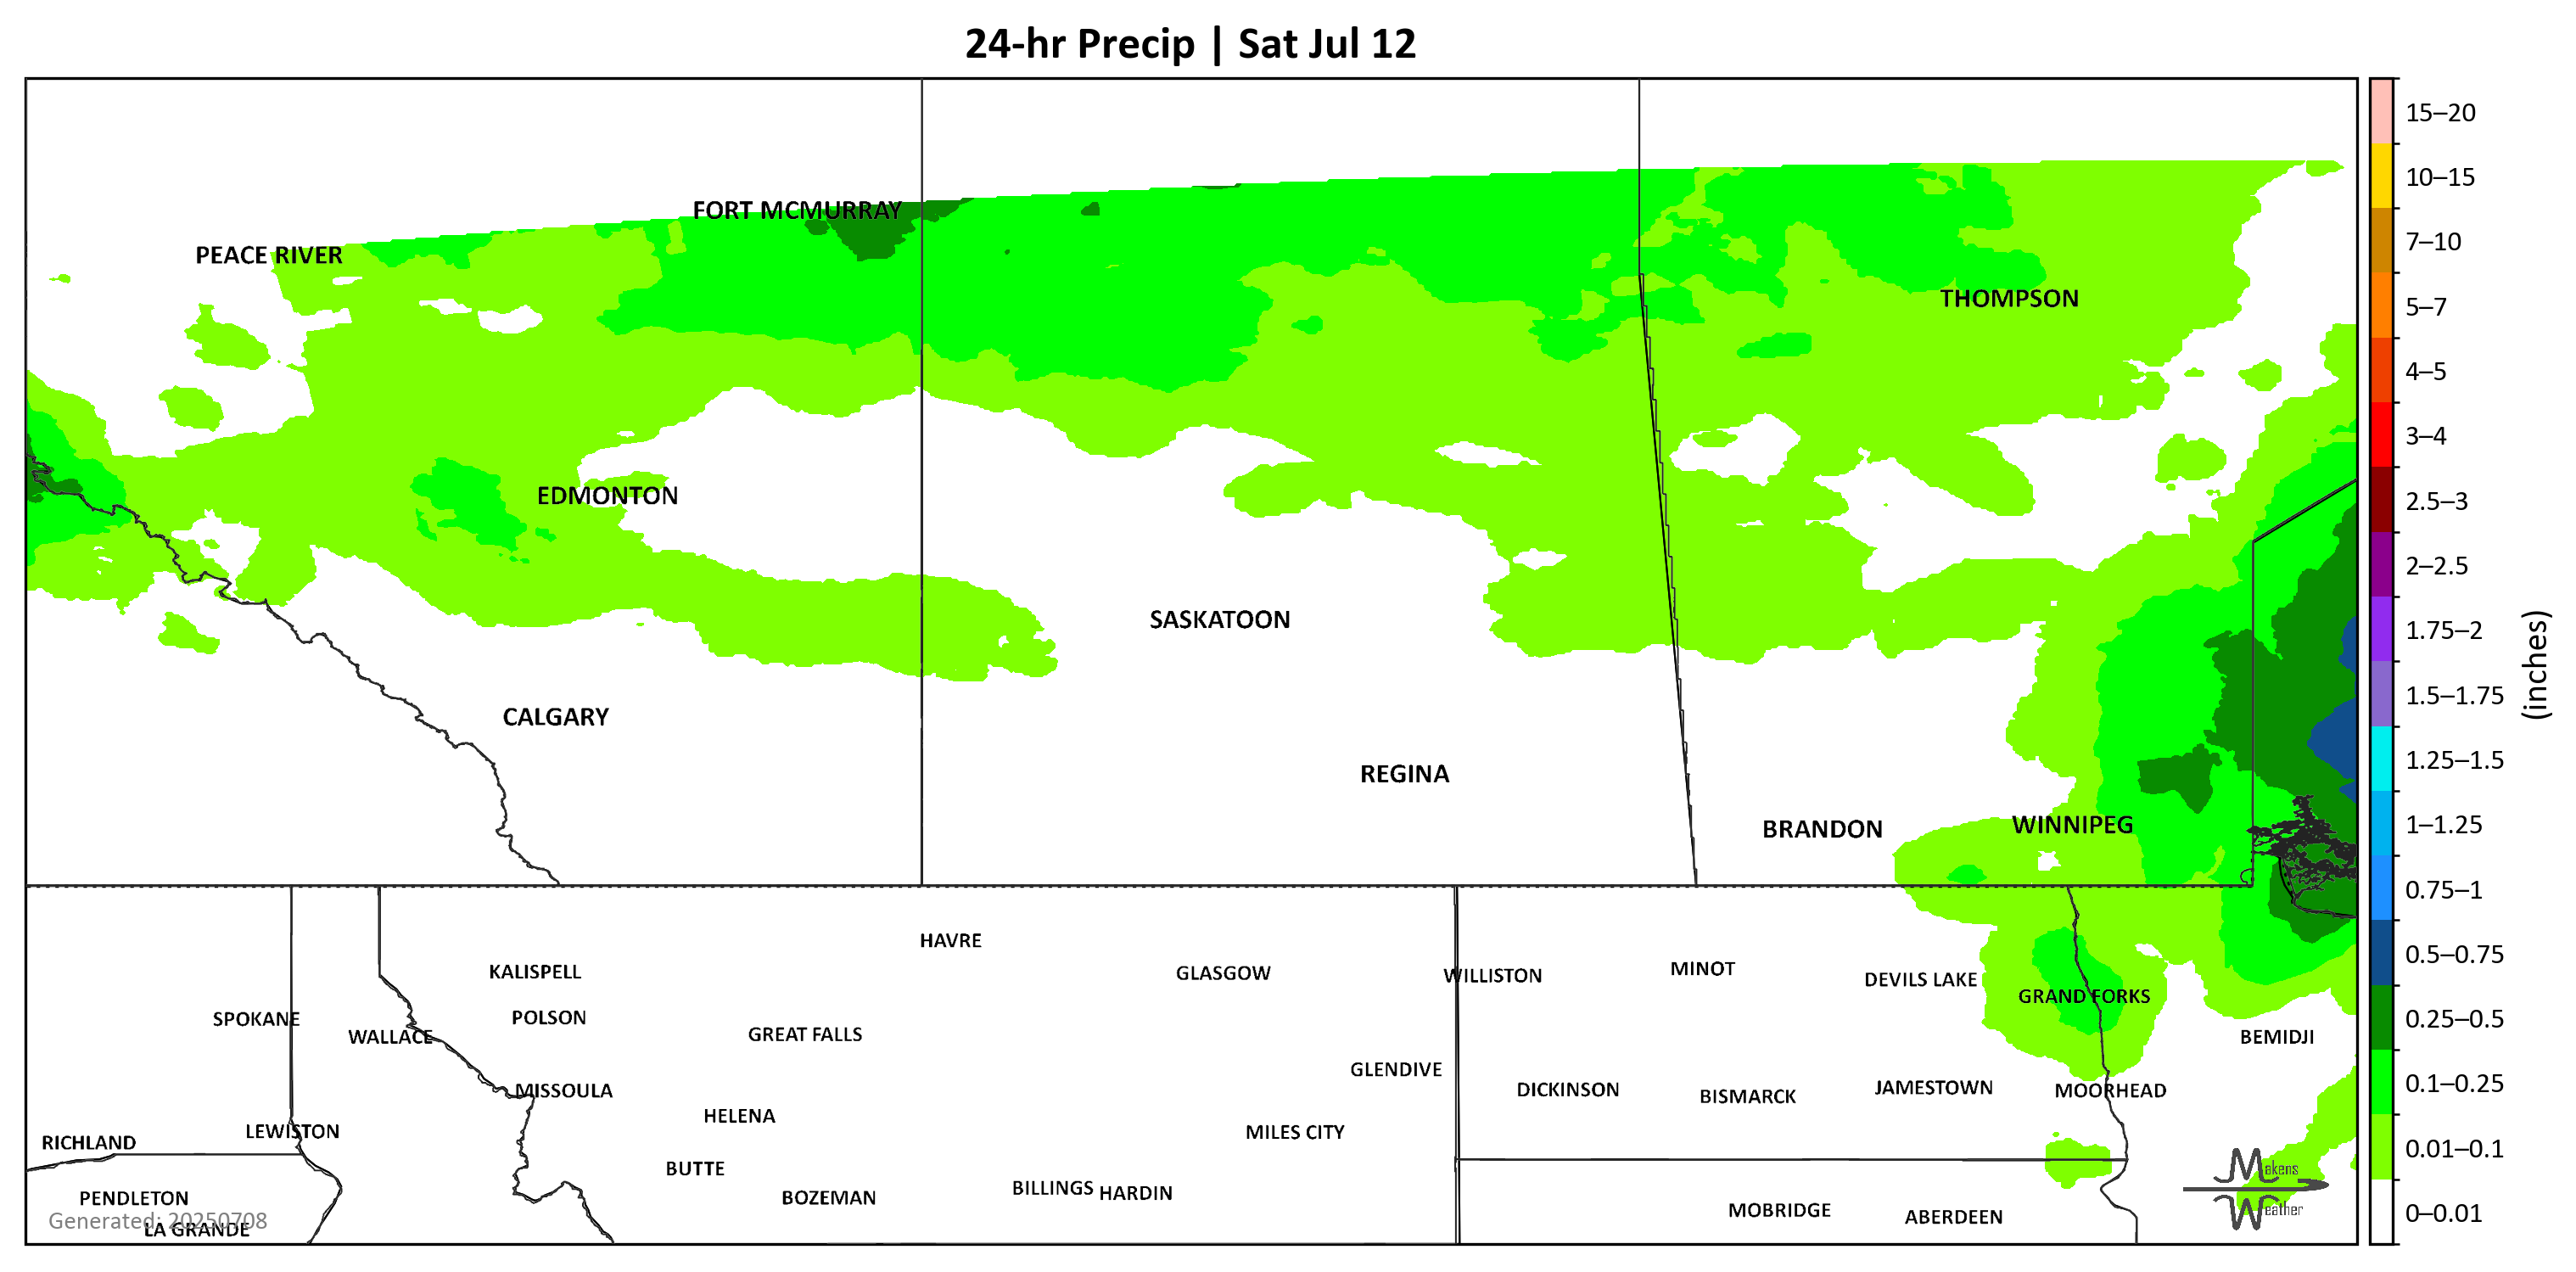 24-hr Precip | Sat Jul 12
15–20
10–15
7–10
5–7
4–5
3–4
2.5–3
2–2.5
1.75–2
1.5–1.75
1.25–1.5
1–1.25
0.75–1
0.5–0.75
0.25–0.5
0.1–0.25
0.01–0.1
0–0.01
(inches)
FORT MCMURRAY
PEACE RIVER
THOMPSON
EDMONTON
SASKATOON
CALGARY
REGINA
BRANDON
WINNIPEG
HAVRE
KALISPELL
GLASGOW
WILLISTON
MINOT
DEVILS LAKE
GRAND FORKS
SPOKANE
WALLACE
POLSON
GREAT FALLS
BEMIDJI
GLENDIVE
MISSOULA
DICKINSON
BISMARCK
JAMESTOWN
MOORHEAD
HELENA
RICHLAND
LEWISTON
MILES CITY
BUTTE
PENDLETON
BOZEMAN
BILLINGS
HARDIN
MOBRIDGE
ABERDEEN
Generated: 20250708
LA GRANDE
Makens
Weather